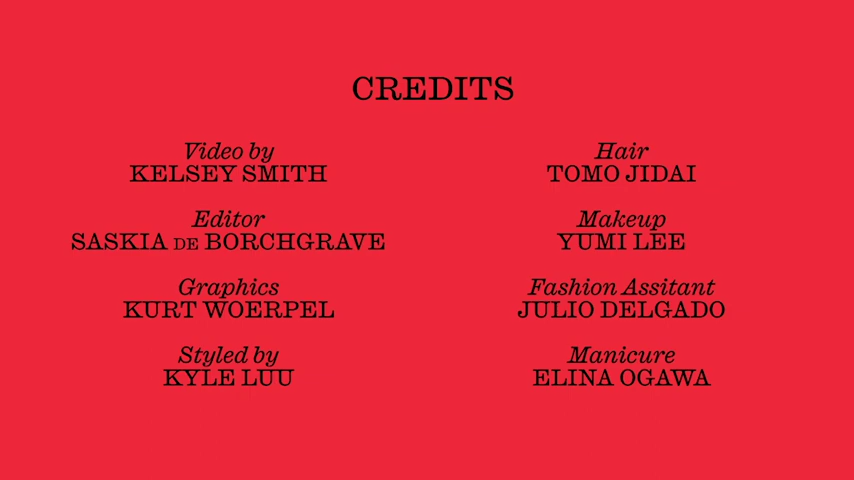 CREDITS
Video by
KELSEY SMITH
Editor
SASKIA DE BORCHGRAVE
Graphics
KURT WOERPEL
Styled by
KYLE LUU
Hair
TOMO JIDAI
Makeup
YUMI LEE
Fashion Assitant
JULIO DELGADO
Manicure
ELINA OGAWA